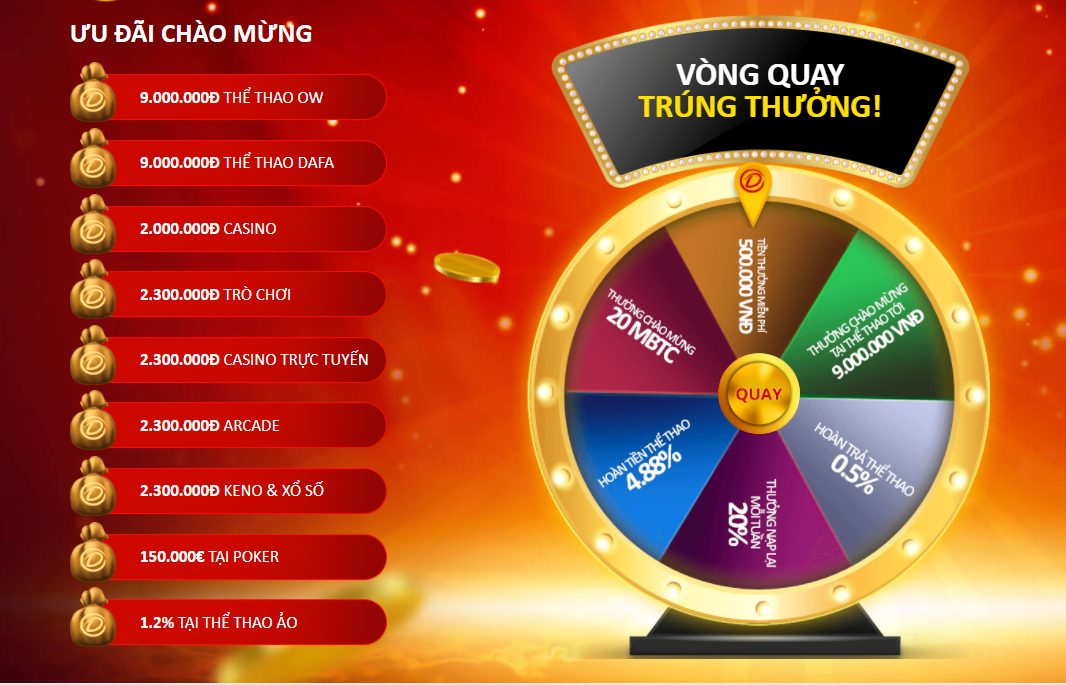 ƯU ĐÃI CHÀO MỪNG
9.000.000Đ THỂ THAO OW
9.000.000Đ THỂ THAO DAFA
2.000.000Đ CASINO
2.300.000Đ TRÒ CHƠI
2.300.000Đ CASINO TRỰC TUYẾN
2.300.000Đ ARCADE
2.300.000Đ KENO & XỔ SỐ
150.000€ TẠI POKER
1.2% TẠI THỂ THAO ẢO
VÒNG QUAY
TRÚNG THƯỞNG!
TIỀN THƯỞNG MIỄN PHÍ
500.000 VNĐ
THƯỞNG CHÀO MỪNG
TẠI THỂ THAO TỚI
9.000.000 VNĐ
HOÀN TRẢ THỂ THAO
0.5%
THƯỞNG NẠP LẠI
MỖI TUẦN
20%
HOÀN TIỀN THỂ THAO
4.88%
THƯỞNG CHÀO MỪNG
20 MBTC
QUAY